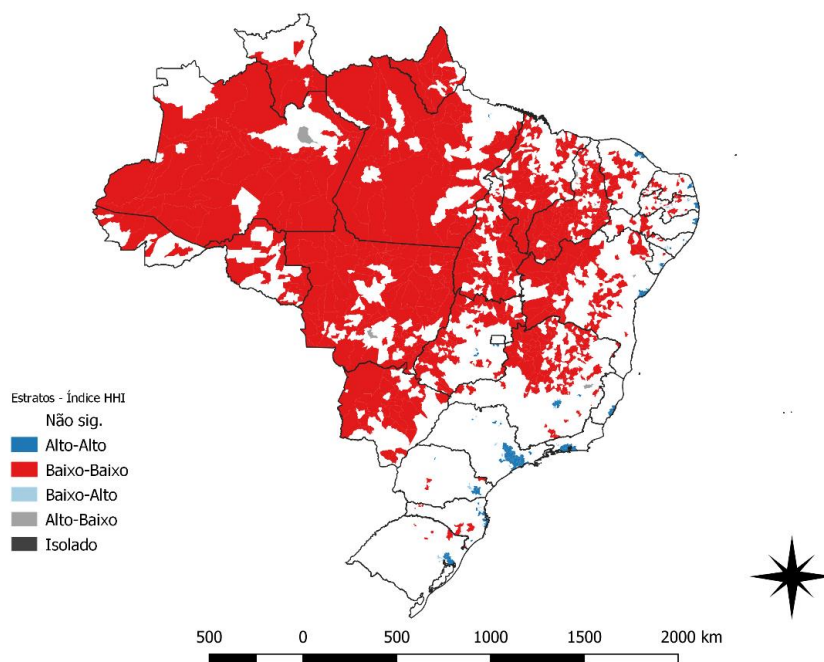 Estratos - Índice HHI
Não sig.
Alto-Alto
Baixo-Baixo
Baixo-Alto
Alto-Baixo
Isolado
500 0 500 1000 1500 2000 km